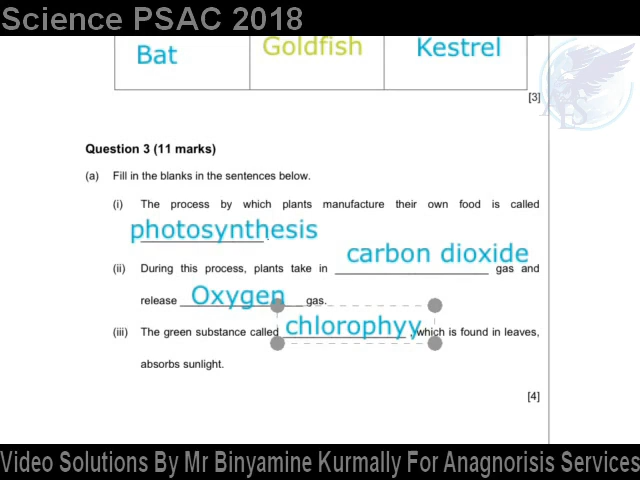 Science PSAC 2018
Bat Goldfish Kestrel
[3]
Question 3 (11 marks)
(a) Fill in the blanks in the sentences below.
(i) The process by which plants manufacture their own food is called
photosynthesis.
(ii) During this process, plants take in carbon dioxide gas and
release Oxygen gas.
(iii) The green substance called chlorophyy, which is found in leaves,
absorbs sunlight.
[4]
Video Solutions By Mr Binyamine Kurmally For Anagnorisis Services